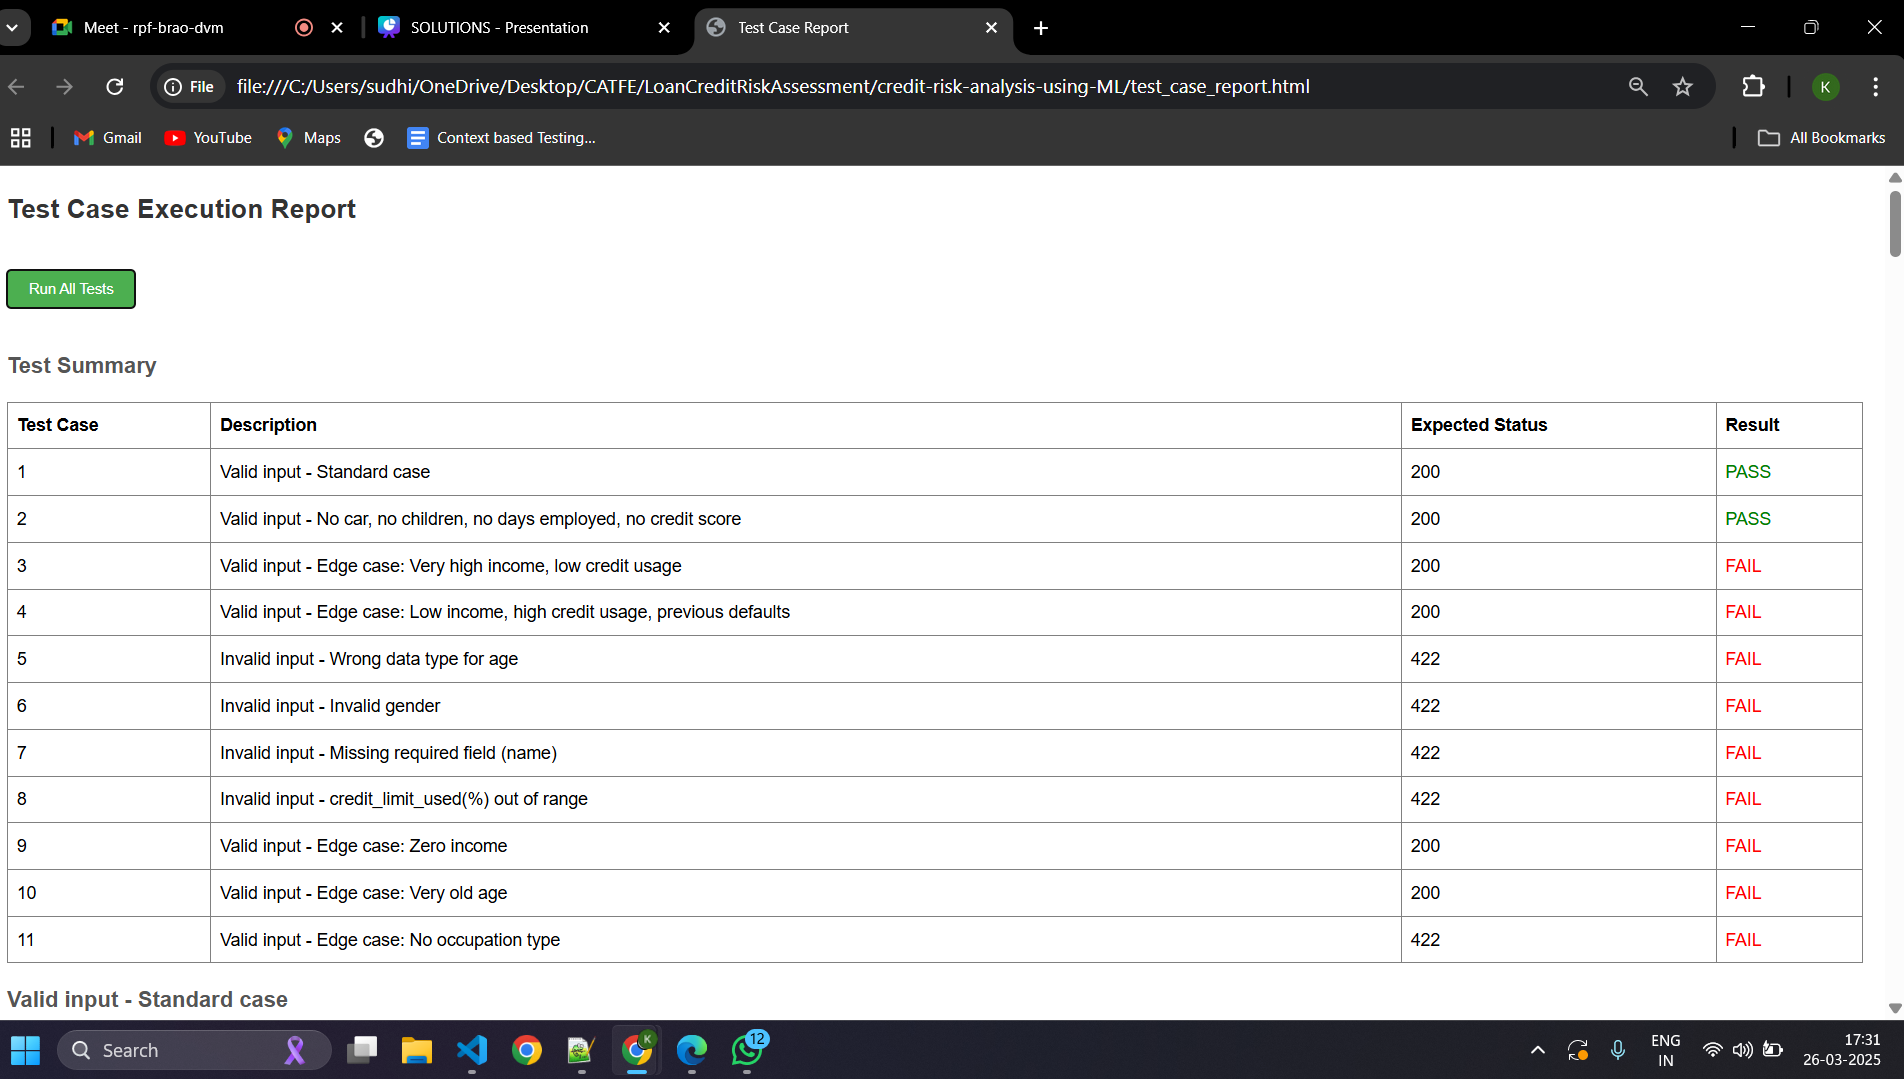 Meet - rpf-brao-dvm
SOLUTIONS - Presentation
Test Case Report
File
file:///C:/Users/sudhi/OneDrive/Desktop/CATFE/LoanCreditRiskAssessment/credit-risk-analysis-using-ML/test_case_report.html
K
Gmail
YouTube
Maps
Context based Testing...
All Bookmarks
Test Case Execution Report
Run All Tests
Test Summary
Test Case Description Expected Status Result
1 Valid input - Standard case 200 PASS
2 Valid input - No car, no children, no days employed, no credit score 200 PASS
3 Valid input - Edge case: Very high income, low credit usage 200 FAIL
4 Valid input - Edge case: Low income, high credit usage, previous defaults 200 FAIL
5 Invalid input - Wrong data type for age 422 FAIL
6 Invalid input - Invalid gender 422 FAIL
7 Invalid input - Missing required field (name) 422 FAIL
8 Invalid input - credit_limit_used(%) out of range 422 FAIL
9 Valid input - Edge case: Zero income 200 FAIL
10 Valid input - Edge case: Very old age 200 FAIL
11 Valid input - Edge case: No occupation type 422 FAIL
Valid input - Standard case
Search
K
12
ENG
IN
17:31
26-03-2025